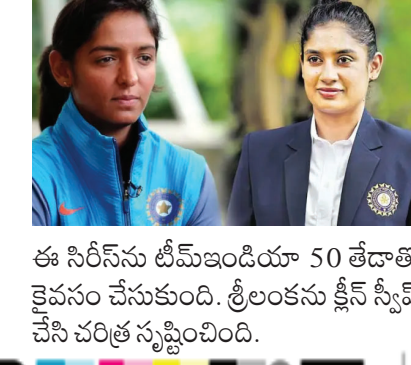 ఈ సిరీస్‌ను టీమ్ఇండియా 50 తేడాతో
కైవసం చేసుకుంది. శ్రీలంకను క్లీన్ స్వీప్
చేసి చరిత్ర సృష్టించింది.